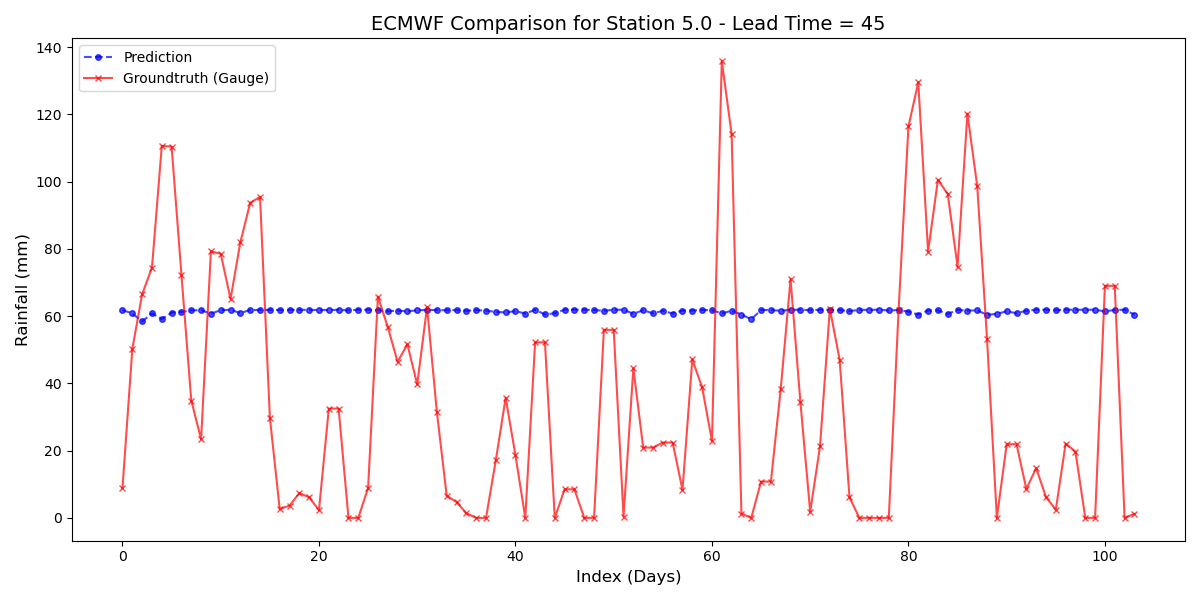 ECMWF Comparison for Station 5.0 - Lead Time = 45
Prediction
Groundtruth (Gauge)
Rainfall (mm)
140
120
100
80
60
40
20
0
0 20 40 60 80 100
Index (Days)